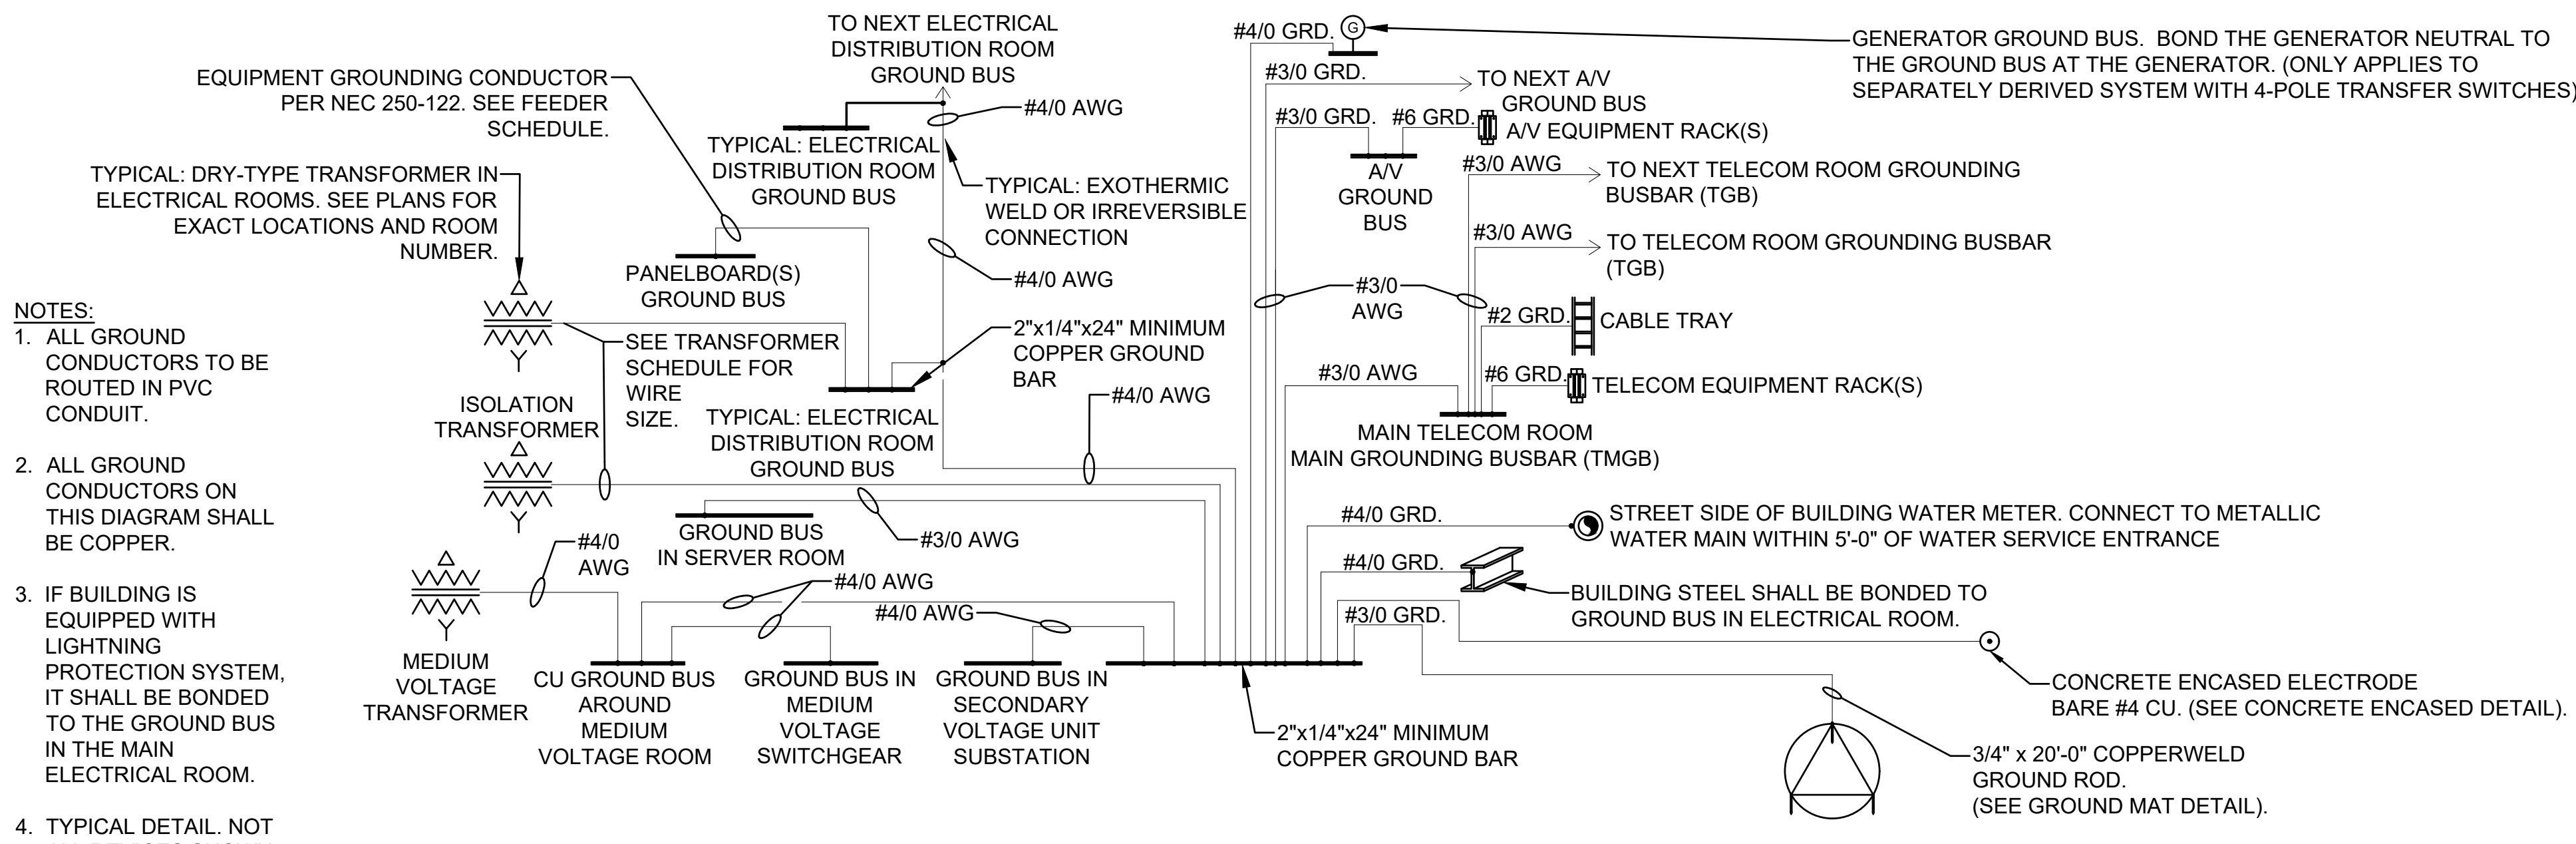 TO NEXT ELECTRICAL
DISTRIBUTION ROOM
GROUND BUS
EQUIPMENT GROUNDING CONDUCTOR
PER NEC 250-122. SEE FEEDER
SCHEDULE.
#4/0 AWG
TYPICAL: ELECTRICAL
DISTRIBUTION ROOM
GROUND BUS
TYPICAL: DRY-TYPE TRANSFORMER IN
ELECTRICAL ROOMS. SEE PLANS FOR
EXACT LOCATIONS AND ROOM
NUMBER.
TYPICAL: EXOTHERMIC
WELD OR IRREVERSIBLE
CONNECTION
PANELBOARD(S)
GROUND BUS
#4/0 AWG
SEE TRANSFORMER
SCHEDULE FOR
WIRE
SIZE.
2"x1/4"x24" MINIMUM
COPPER GROUND
BAR
TYPICAL: ELECTRICAL
DISTRIBUTION ROOM
GROUND BUS
#4/0 AWG
ISOLATION
TRANSFORMER
GROUND BUS
IN SERVER ROOM
#3/0 AWG
#4/0
AWG
#4/0 AWG
#4/0 AWG
MEDIUM
VOLTAGE
TRANSFORMER
CU GROUND BUS
AROUND
MEDIUM
VOLTAGE ROOM
GROUND BUS IN
MEDIUM
VOLTAGE
SWITCHGEAR
GROUND BUS IN
SECONDARY
VOLTAGE UNIT
SUBSTATION
2"x1/4"x24" MINIMUM
COPPER GROUND BAR
#4/0 GRD.
G
GENERATOR GROUND BUS. BOND THE GENERATOR NEUTRAL TO
THE GROUND BUS AT THE GENERATOR. (ONLY APPLIES TO
SEPARATELY DERIVED SYSTEM WITH 4-POLE TRANSFER SWITCHES)
#3/0 GRD.
TO NEXT A/V
GROUND BUS
#3/0 GRD.
#6 GRD.
A/V EQUIPMENT RACK(S)
A/V
GROUND
BUS
#3/0 AWG
TO NEXT TELECOM ROOM GROUNDING
BUSBAR (TGB)
#3/0 AWG
TO TELECOM ROOM GROUNDING BUSBAR
(TGB)
#3/0
AWG
#2 GRD.
CABLE TRAY
#3/0 AWG
#6 GRD.
TELECOM EQUIPMENT RACK(S)
MAIN TELECOM ROOM
MAIN GROUNDING BUSBAR (TMGB)
#4/0 GRD.
STREET SIDE OF BUILDING WATER METER. CONNECT TO METALLIC
WATER MAIN WITHIN 5'-0" OF WATER SERVICE ENTRANCE
#4/0 GRD.
BUILDING STEEL SHALL BE BONDED TO
GROUND BUS IN ELECTRICAL ROOM.
#3/0 GRD.
CONCRETE ENCASED ELECTRODE
BARE #4 CU. (SEE CONCRETE ENCASED DETAIL).
3/4" x 20'-0" COPPERWELD
GROUND ROD.
(SEE GROUND MAT DETAIL).
NOTES:
1. ALL GROUND
CONDUCTORS TO BE
ROUTED IN PVC
CONDUIT.
2. ALL GROUND
CONDUCTORS ON
THIS DIAGRAM SHALL
BE COPPER.
3. IF BUILDING IS
EQUIPPED WITH
LIGHTNING
PROTECTION SYSTEM,
IT SHALL BE BONDED
TO THE GROUND BUS
IN THE MAIN
ELECTRICAL ROOM.
4. TYPICAL DETAIL. NOT